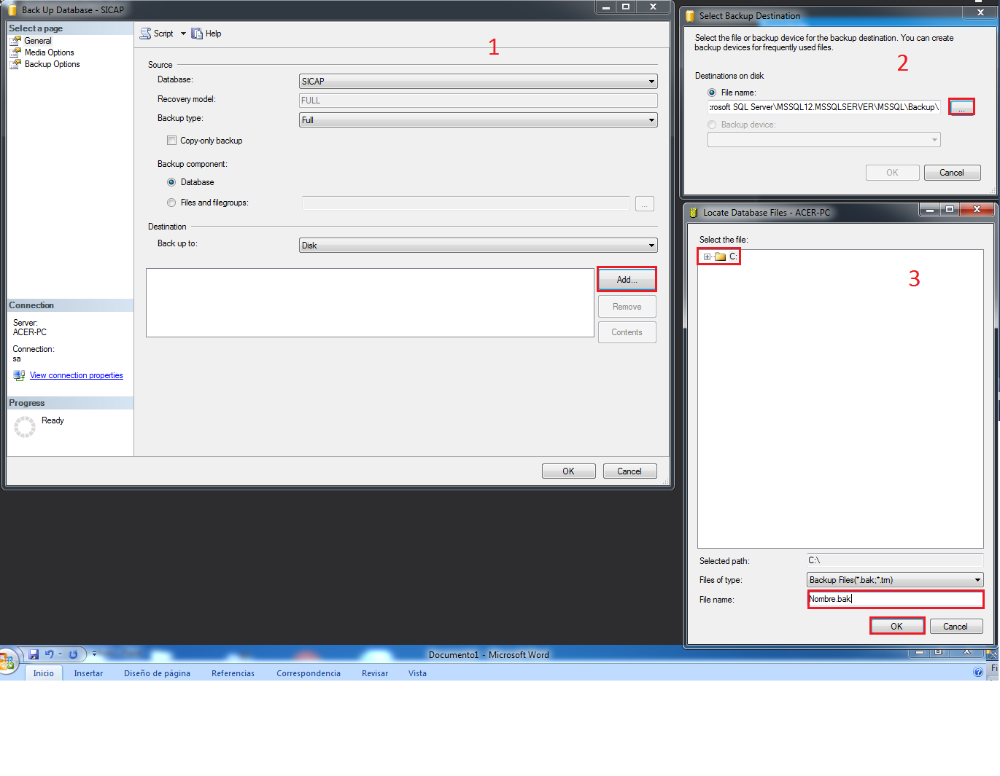 Back Up Database - SICAP
Select a page
General
Media Options
Backup Options
Script
Help
1
Source
Database:
SICAP
Recovery model:
FULL
Backup type:
Full
Copy-only backup
Backup component:
Database
Files and filegroups:
...
Destination
Back up to:
Disk
Add...
Remove
Contents
Connection
Server:
ACER-PC
Connection:
sa
View connection properties
Progress
Ready
OK
Cancel
Select Backup Destination
Select the file or backup device for the backup destination. You can create
backup devices for frequently used files.
2
Destinations on disk
File name:
crosoft SQL Server\MSSQL12.MSSQLSERVER\MSSQL\Backup\
...
Backup device:
OK
Cancel
Locate Database Files - ACER-PC
Select the file:
C:
3
Selected path:
C:\
Files of type:
Backup Files(*.bak;*.trn)
File name:
Nombre.bak
OK
Cancel
Documento1 - Microsoft Word
Inicio
Insertar
Diseño de página
Referencias
Correspondencia
Revisar
Vista
Fi